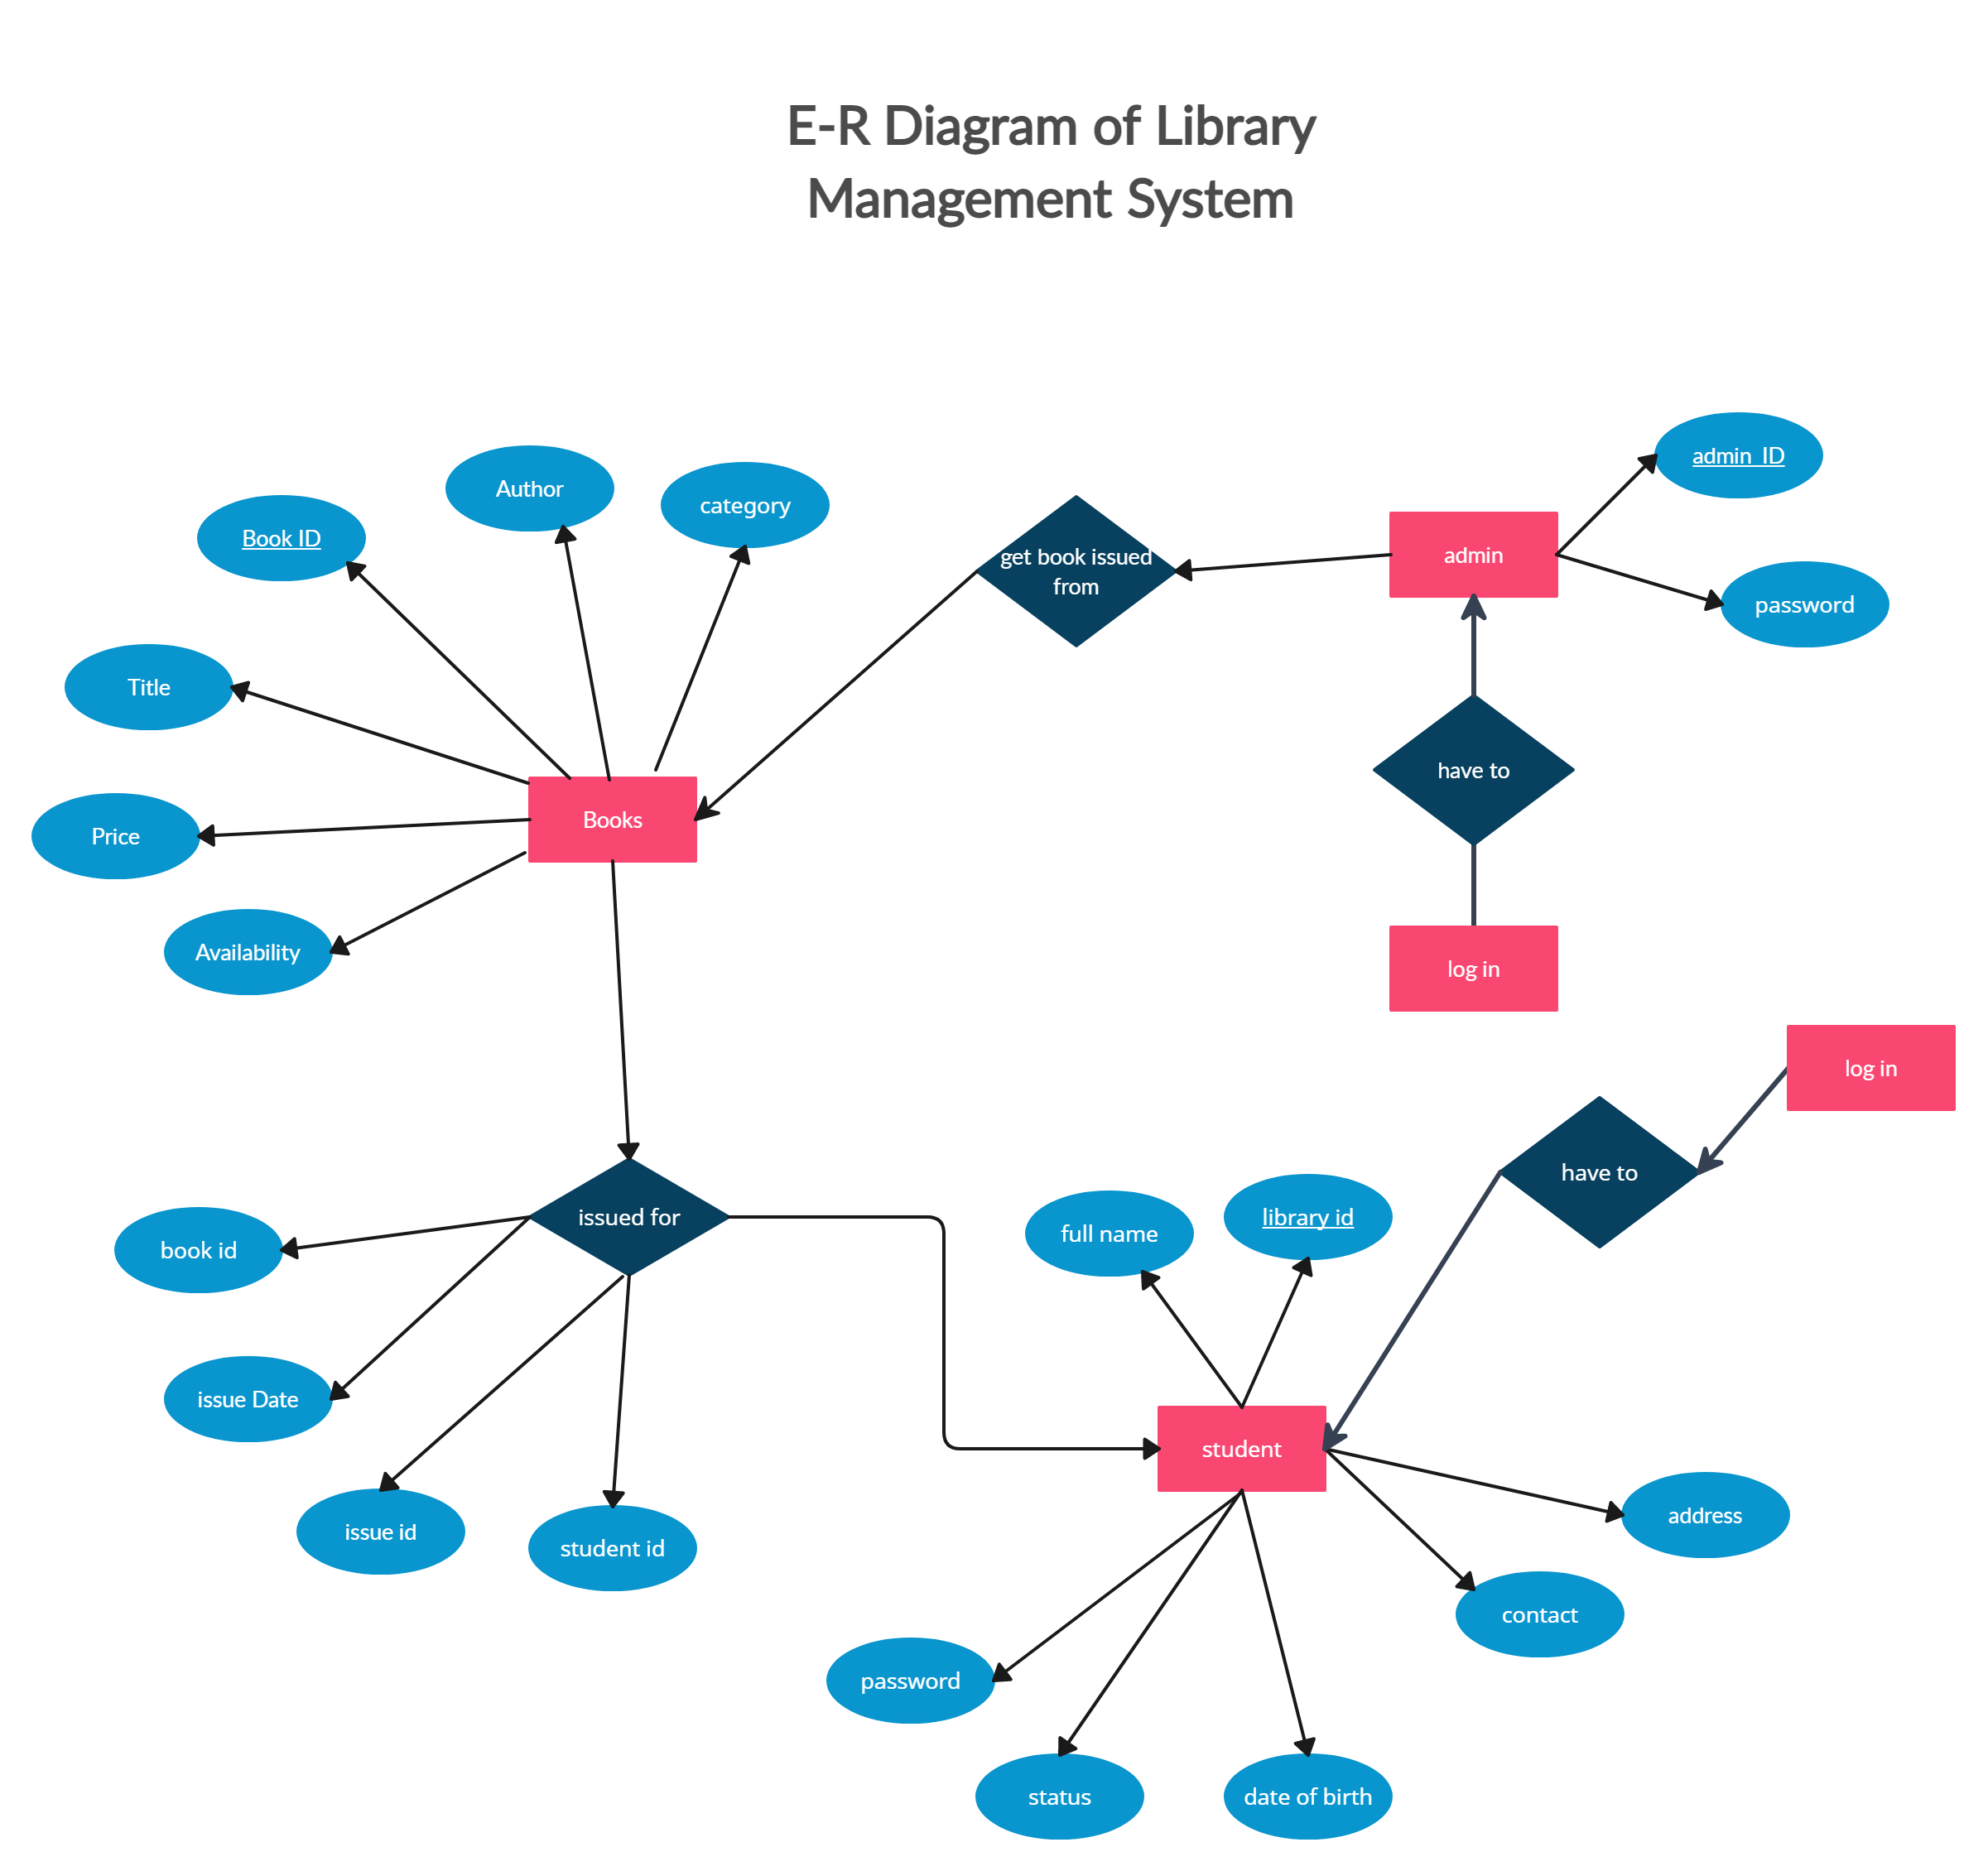 E-R Diagram of Library
Management System
admin_ID
Author
category
Book ID
get book issued
from
admin
password
Title
have to
Books
Price
Availability
log in
log in
have to
issued for
library id
full name
book id
issue Date
student
address
issue id
student id
contact
password
status
date of birth